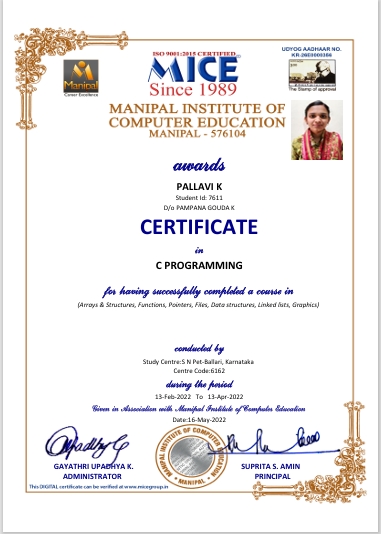 ISO 9001:2015 CERTIFIED
UDYOG AADHAAR NO.
Manipal
Career Excellence
MICE
Since 1989
The Stamp of approval
MANIPAL INSTITUTE OF
COMPUTER EDUCATION
MANIPAL - 576104
awards
PALLAVI K
Student Id: 7611
D/o PAMPANA GOUDA K
CERTIFICATE
in
C PROGRAMMING
for having successfully completed a course in
(Arrays & Structures, Functions, Pointers, Files, Data structures, Linked lists, Graphics)
conducted by
Study Centre:S N Pet-Ballari, Karnataka
Centre Code:6162
during the period
13-Feb-2022 To 13-Apr-2022
Given in Association with Manipal Institute of Computer Education
Date:16-May-2022
MANIPAL INSTITUTE OF COMPUTER EDUCATION
MANIPAL
GAYATHRI UPADHYA K.
ADMINISTRATOR
SUPRITA S. AMIN
PRINCIPAL
This DIGITAL certificate can be verified at www.micegroup.in